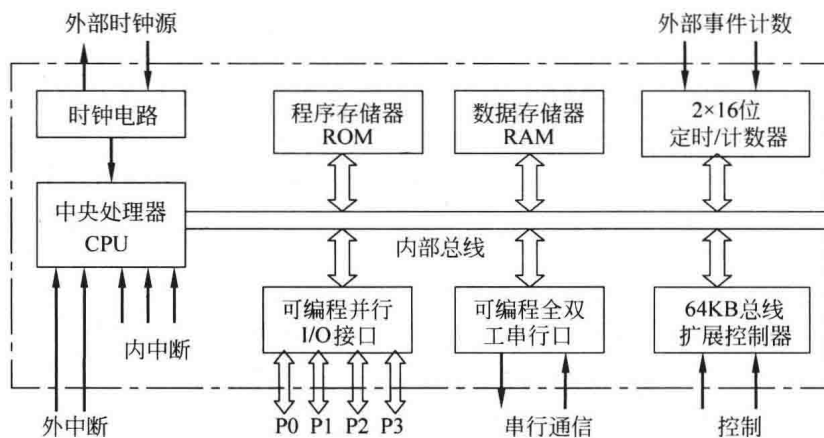 外部时钟源
外部事件计数
时钟电路
程序存储器
ROM
数据存储器
RAM
2×16位
定时/计数器
中央处理器
CPU
内部总线
可编程并行
I/O接口
可编程全双
工串行口
64KB总线
扩展控制器
内中断
外中断
P0 P1 P2 P3
串行通信
控制